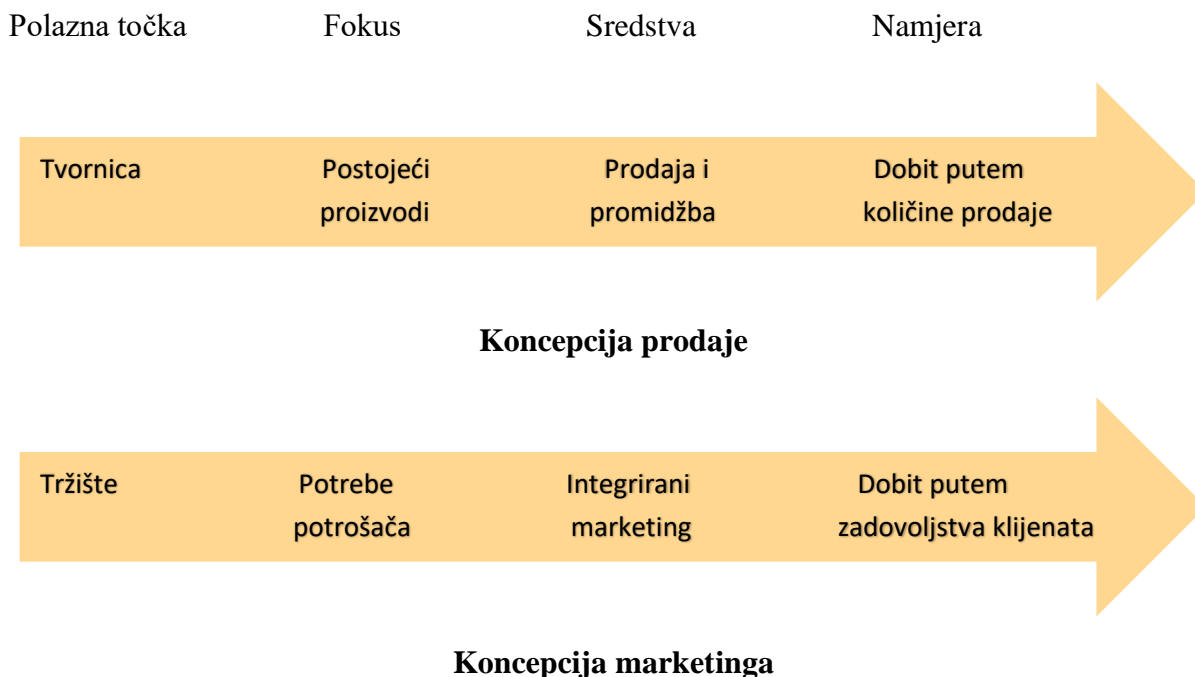 Polazna točka Fokus Sredstva Namjera
Tvornica Postojeći Prodaja i Dobit putem
proizvodi promidžba količine prodaje
Koncepcija prodaje
Tržište Potrebe Integrirani Dobit putem
potrošača marketing zadovoljstva klijenata
Koncepcija marketinga